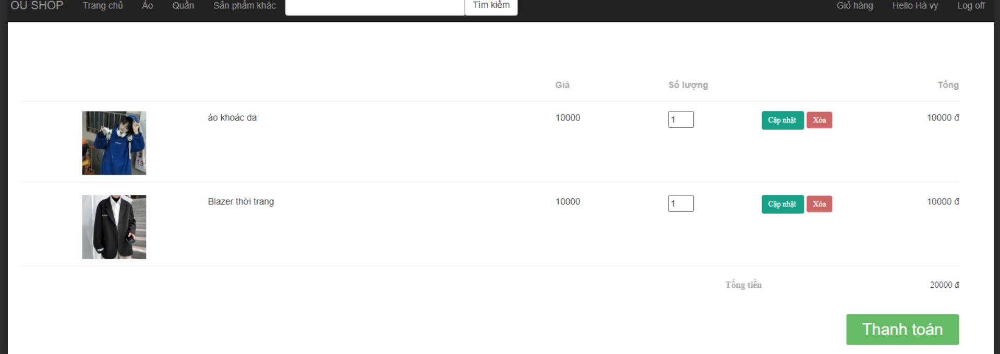 OU SHOP Trang chủ Áo Quần Sản phẩm khác Tìm kiếm Giỏ hàng Hello Hà vy Log off
Giá Số lượng Tổng
áo khoác da 10000 1 Cập nhật Xóa 10000 đ
Blazer thời trang 10000 1 Cập nhật Xóa 10000 đ
Tổng tiền 20000 đ
Thanh toán